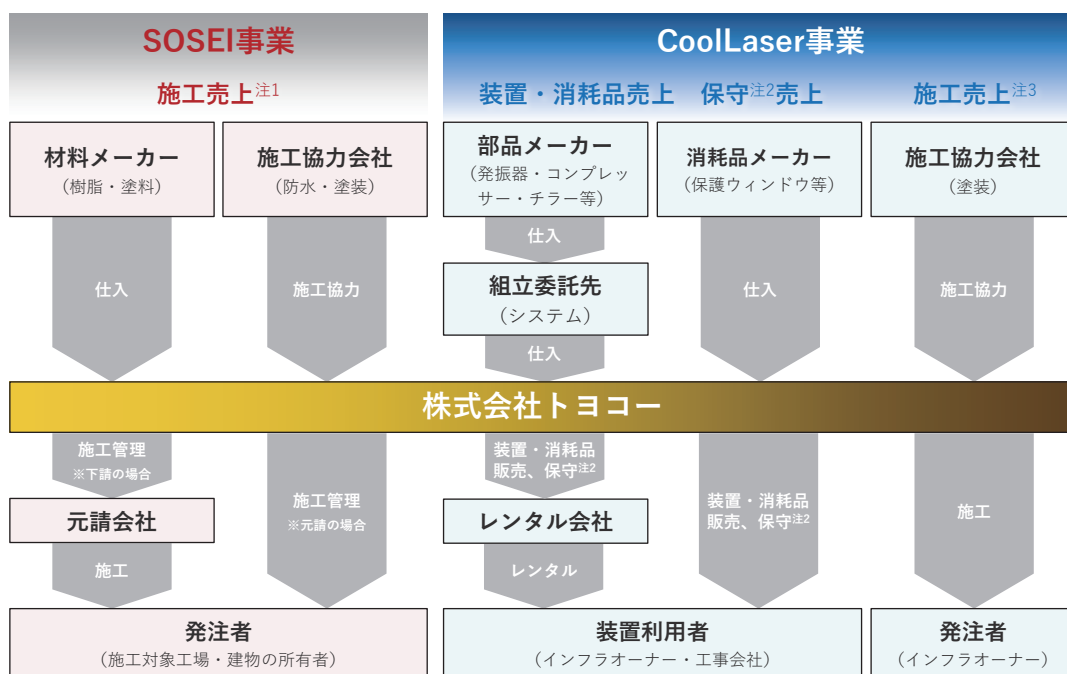 SOSEI事業
CoolLaser事業
施工売上注1
装置・消耗品売上
保守注2売上
施工売上注3
材料メーカー
(樹脂・塗料)
施工協力会社
(防水・塗装)
部品メーカー
(発振器・コンプレッ
サー・チラー等)
消耗品メーカー
(保護ウィンドウ等)
施工協力会社
(塗装)
仕入
施工協力
仕入
組立委託先
(システム)
仕入
仕入
施工協力
株式会社トヨコー
施工管理
※下請の場合
元請会社
施工
施工管理
※元請の場合
装置・消耗品
販売、保守注2
レンタル会社
レンタル
装置・消耗品
販売、保守注2
施工
発注者
(施工対象工場・建物の所有者)
装置利用者
(インフラオーナー・工事会社)
発注者
(インフラオーナー)